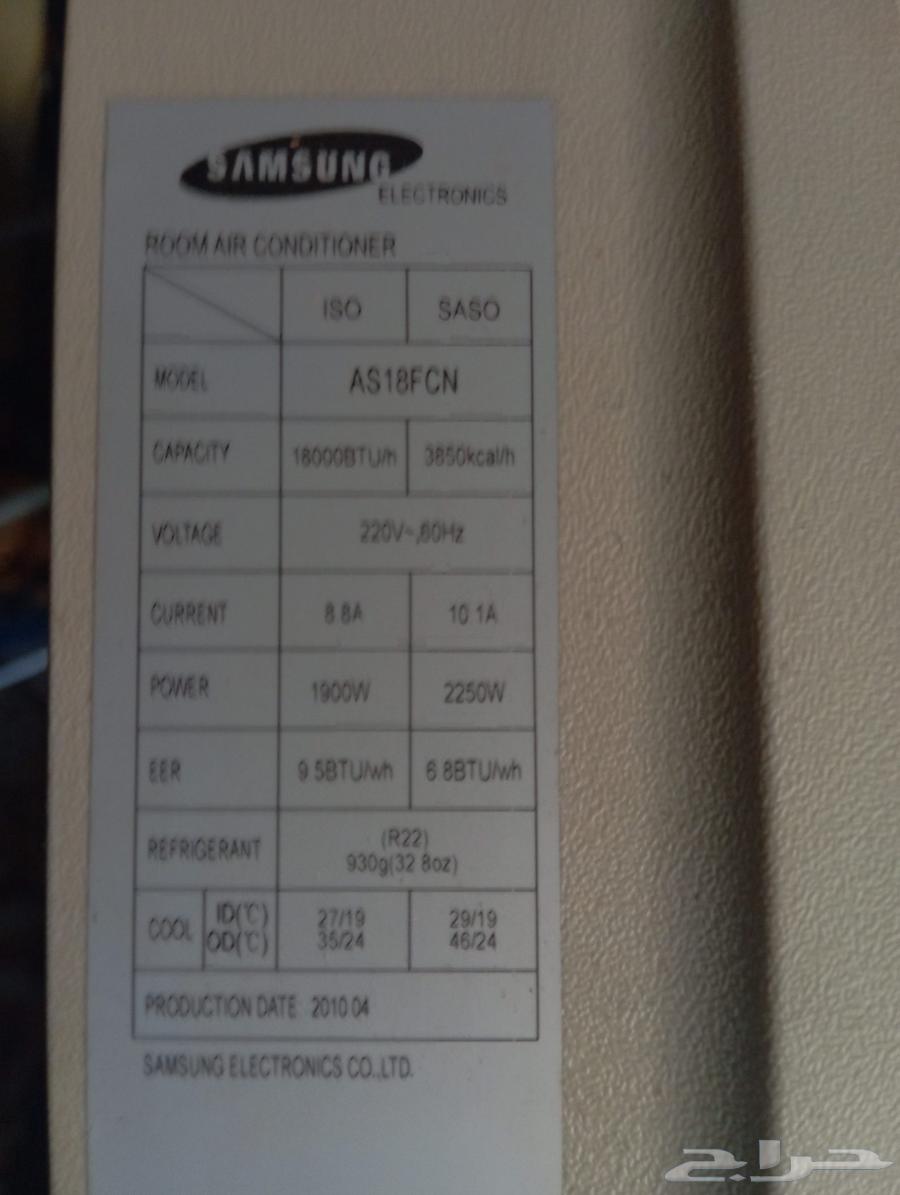 SAMSUNG
ELECTRONICS
ROOM AIR CONDITIONER
ISO SASO
MODEL AS18FCN
CAPACITY 18000BTU/h 3850kcal/h
VOLTAGE 220V~,60Hz
CURRENT 8.8A 10.1A
POWER 1900W 2250W
EER 9.5BTU/wh 6.8BTU/wh
REFRIGERANT (R22)
930g(32.8oz)
COOL ID(℃) 27/19 29/19
OD(℃) 35/24 46/24
PRODUCTION DATE 2010.04
SAMSUNG ELECTRONICS CO.,LTD.
حراج